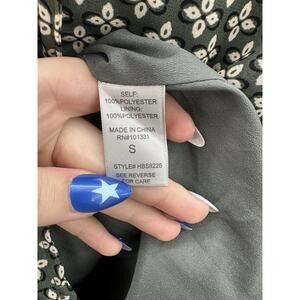 SELF:
100%POLYESTER
LINING:
100%POLYESTER
MADE IN CHINA
RN#101331
S
STYLE# HBS8226
SEE REVERSE
FOR CARE